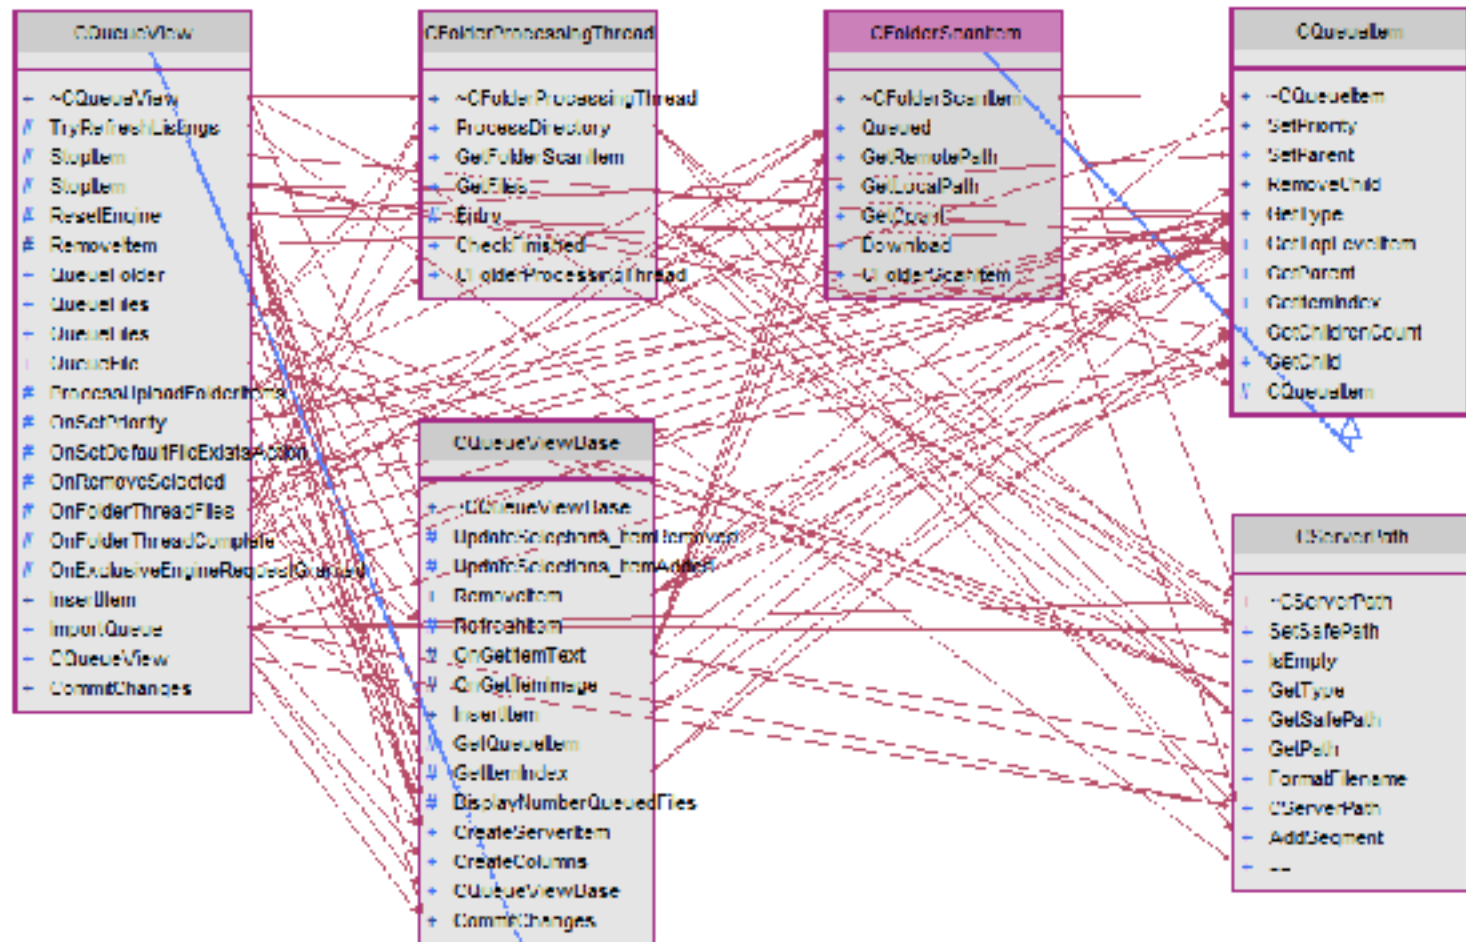 CQueueView
~CQueueView
TryRefreshListings
StopItem
StopItem
ResetEngine
RemoveItem
QueueFolder
QueueFiles
QueueFiles
QueueFile
ProcessUploadFolderItems
OnSetPriority
OnSetDefaultFileExistsAction
OnRemoveSelected
OnFolderThreadFiles
OnFolderThreadComplete
OnExclusiveEngineRequestGranted
InsertItem
ImportQueue
CQueueView
CommitChanges
CFolderProcessingThread
~CFolderProcessingThread
ProcessDirectory
GetFolderScanItem
GetFiles
Entry
CheckFinished
CFolderProcessingThread
CFolderScanItem
~CFolderScanItem
Queued
GetRemotePath
GetLocalPath
GetCount
Download
CFolderScanItem
CQueueItem
~CQueueItem
SetPriority
SetParent
RemoveChild
GetType
GetTopLevelItem
GetParent
GetItemIndex
GetChildrenCount
GetChild
CQueueItem
CQueueViewBase
~CQueueViewBase
UpdateSelections_ItemRemoved
UpdateSelections_ItemAdded
RemoveItem
RefreshItem
OnGetItemText
OnGetItemImage
InsertItem
GetQueueItem
GetItemIndex
DisplayNumberQueuedFiles
CreateServerItem
CreateColumns
CQueueViewBase
CommitChanges
CServerPath
~CServerPath
SetSafePath
IsEmpty
GetType
GetSafePath
GetPath
FormatFilename
CServerPath
AddSegment
==